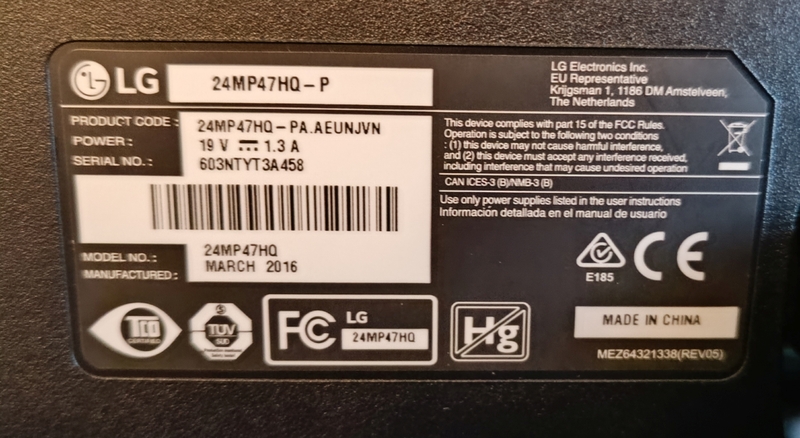 LG 24MP47HQ-P
LG Electronics Inc.
EU Representative
Krijgsman 1, 1186 DM Amstelveen,
The Netherlands
PRODUCT CODE : 24MP47HQ-PA.AEUNJVN
POWER : 19 V 1.3 A
SERIAL NO. : 603NTYT3A458
MODEL NO.: 24MP47HQ
MANUFACTURED : MARCH 2016
This device complies with part 15 of the FCC Rules.
Operation is subject to the following two conditions
: (1) this device may not cause harmful interference,
and (2) this device must accept any interference received,
including interference that may cause undesired operation
CAN ICES-3 (B)/NMB-3 (B)
Use only power supplies listed in the user instructions
Información detallada en el manual de usuario
E185
CE
TCO
CERTIFIED
TÜV
SÜD
FC LG
24MP47HQ
Hg
MADE IN CHINA
MEZ64321338(REV05)